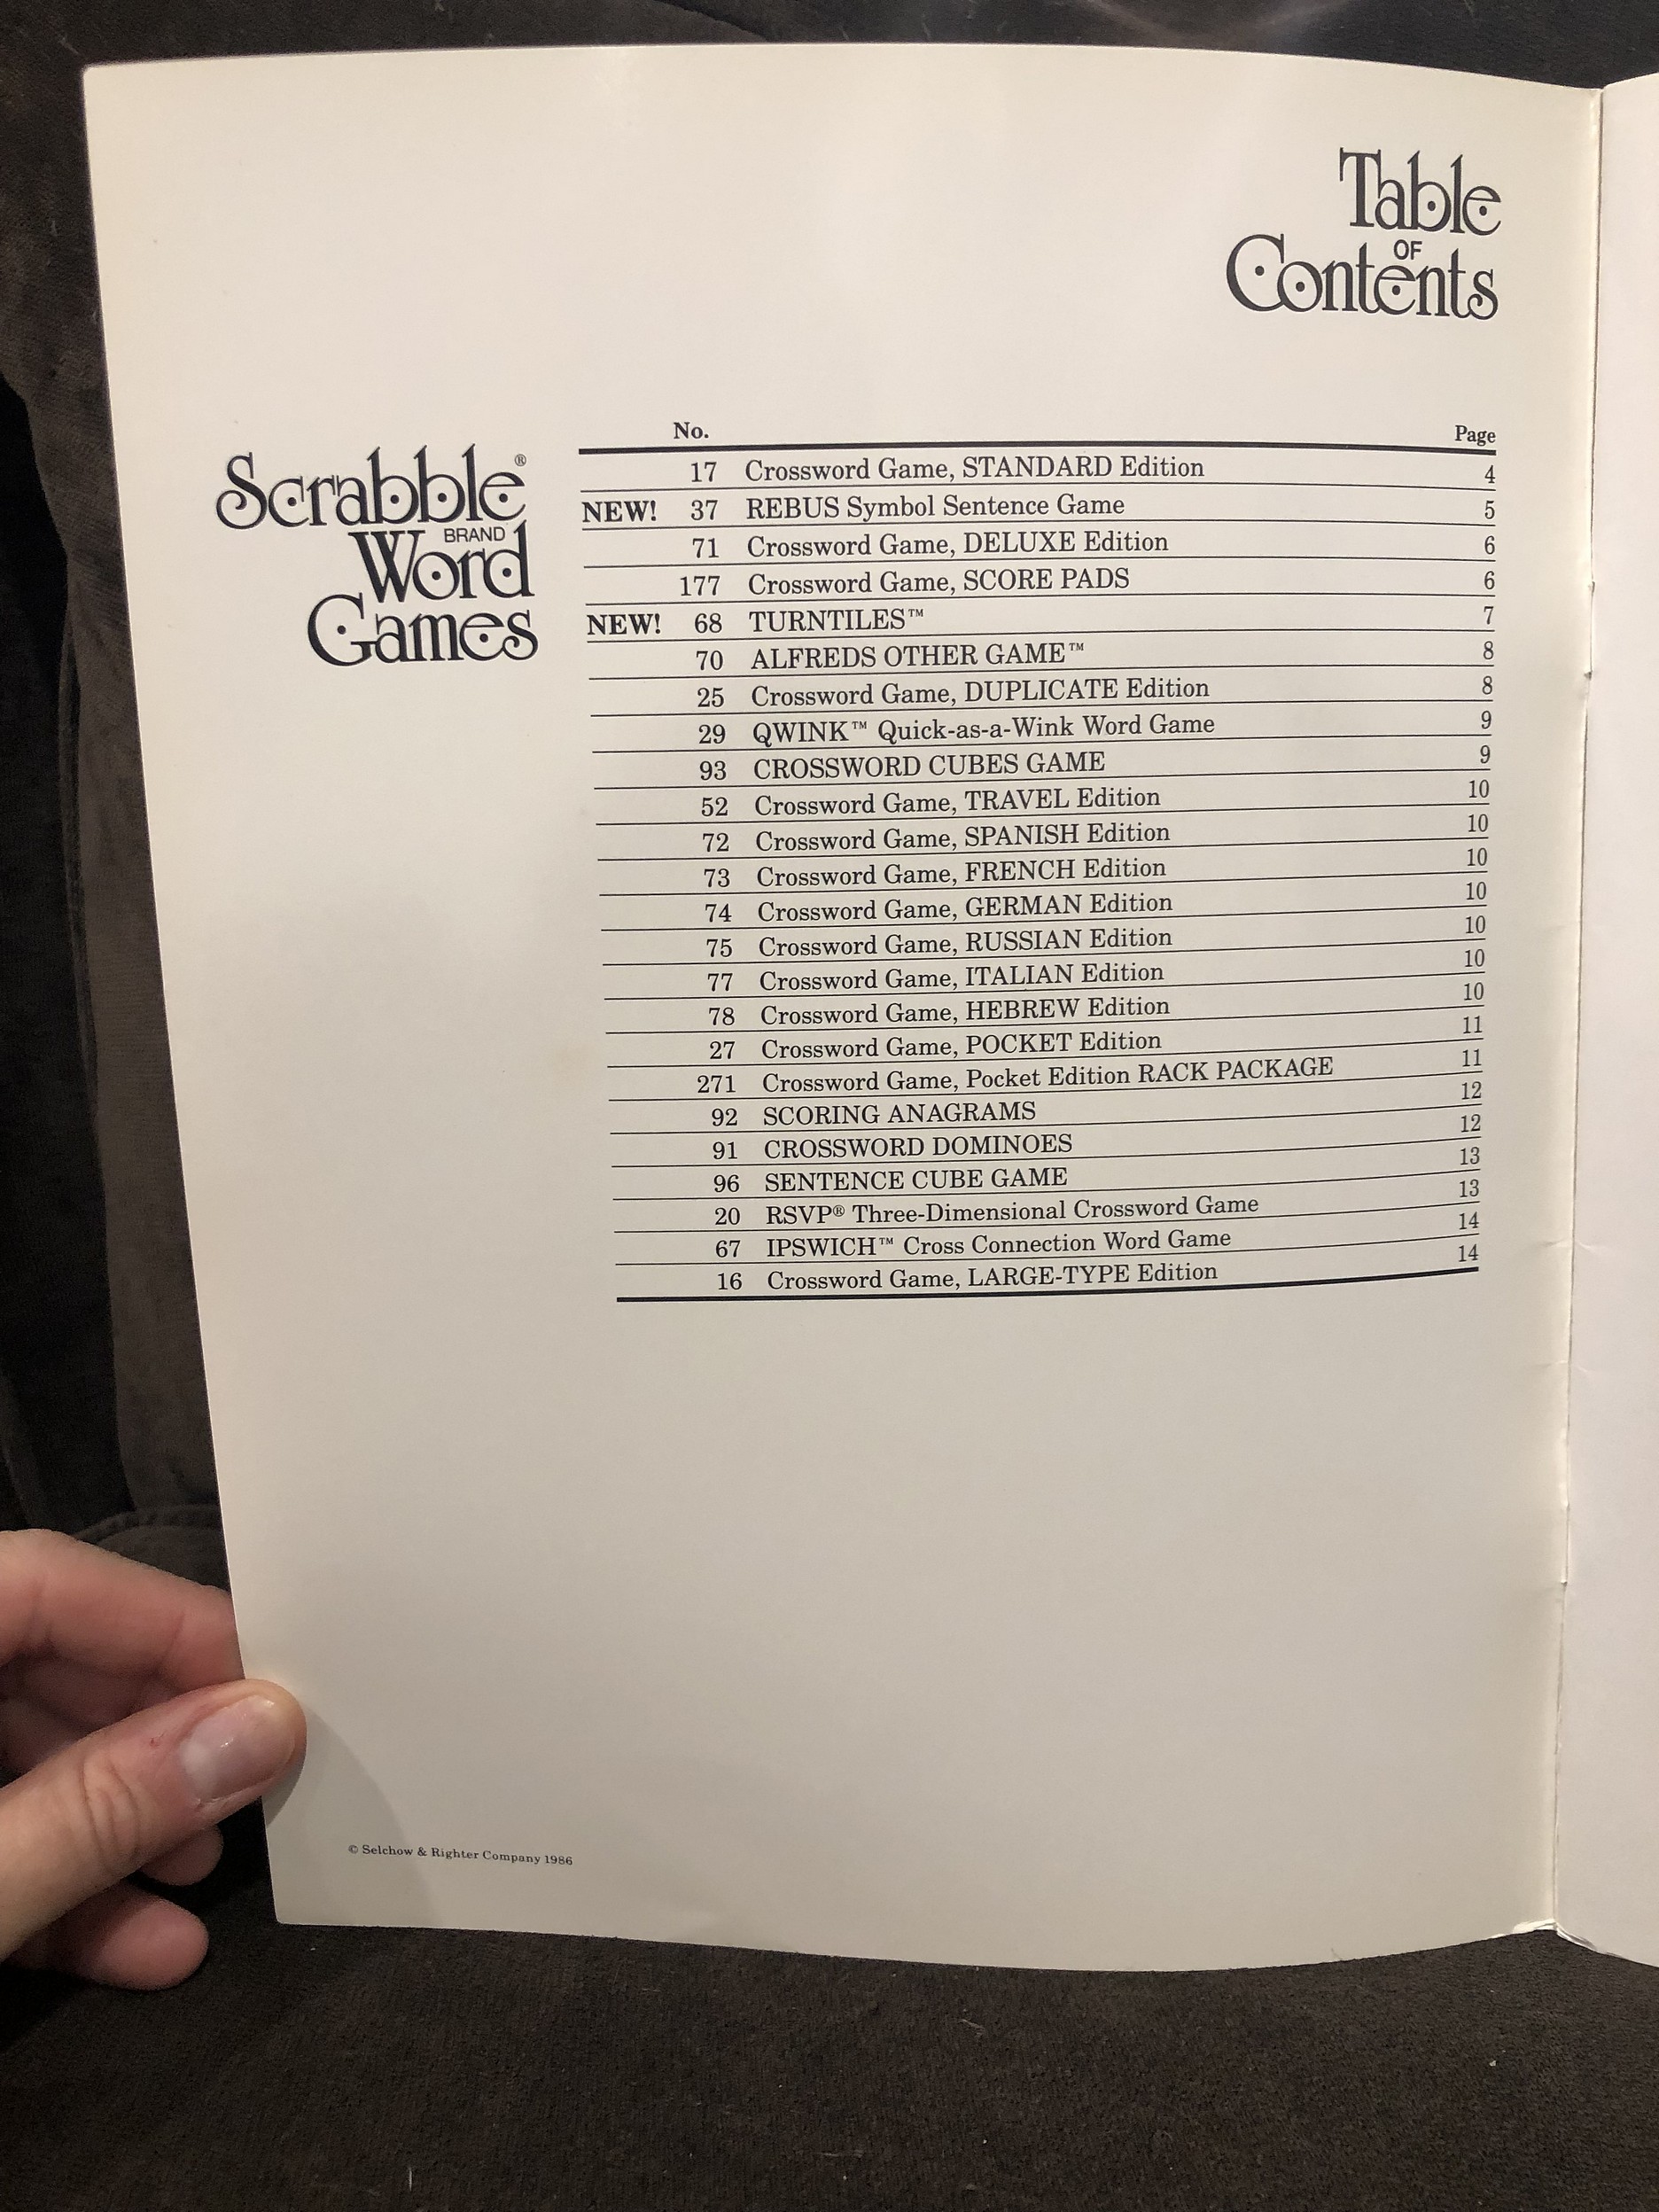 Table
OF
Contents
Scrabble®
BRAND
Word
Games
No. Page
17 Crossword Game, STANDARD Edition 4
NEW! 37 REBUS Symbol Sentence Game 5
71 Crossword Game, DELUXE Edition 6
177 Crossword Game, SCORE PADS 6
NEW! 68 TURNTILES™ 7
70 ALFREDS OTHER GAME™ 8
25 Crossword Game, DUPLICATE Edition 8
29 QWINK™ Quick-as-a-Wink Word Game 9
93 CROSSWORD CUBES GAME 9
52 Crossword Game, TRAVEL Edition 10
72 Crossword Game, SPANISH Edition 10
73 Crossword Game, FRENCH Edition 10
74 Crossword Game, GERMAN Edition 10
75 Crossword Game, RUSSIAN Edition 10
77 Crossword Game, ITALIAN Edition 10
78 Crossword Game, HEBREW Edition 10
27 Crossword Game, POCKET Edition 11
271 Crossword Game, Pocket Edition RACK PACKAGE 11
92 SCORING ANAGRAMS 12
91 CROSSWORD DOMINOES 12
96 SENTENCE CUBE GAME 13
20 RSVP® Three-Dimensional Crossword Game 13
67 IPSWICH™ Cross Connection Word Game 14
16 Crossword Game, LARGE-TYPE Edition 14
© Selchow & Righter Company 1986